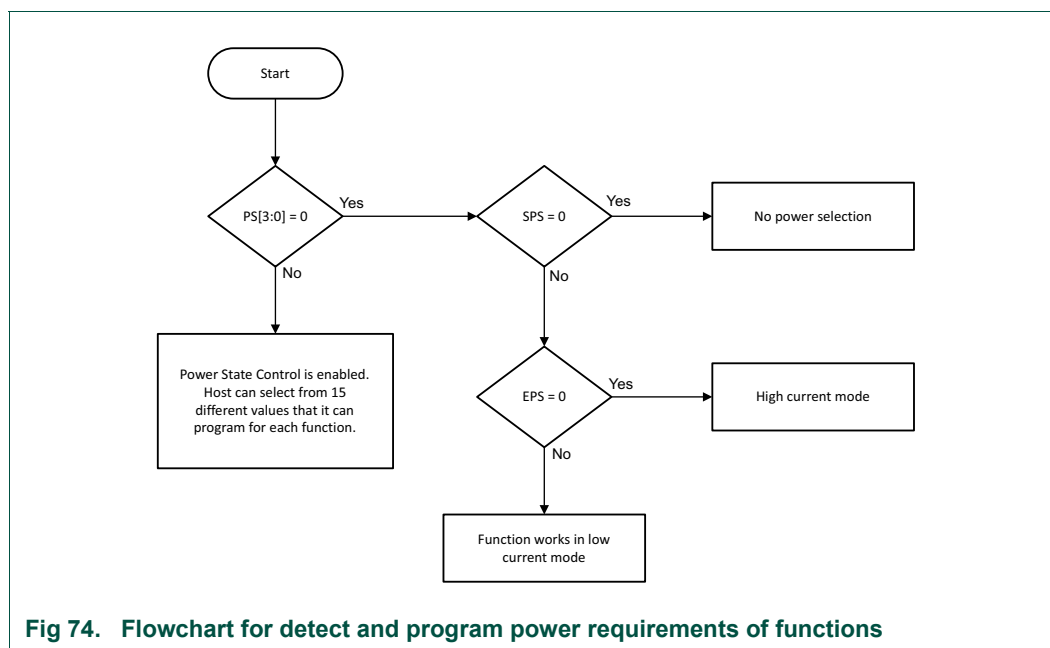 Start
PS[3:0] = 0
Yes
SPS = 0
Yes
No power selection
No
No
Power State Control is enabled.
Host can select from 15
different values that it can
program for each function.
EPS = 0
Yes
High current mode
No
Function works in low
current mode
Fig 74. Flowchart for detect and program power requirements of functions